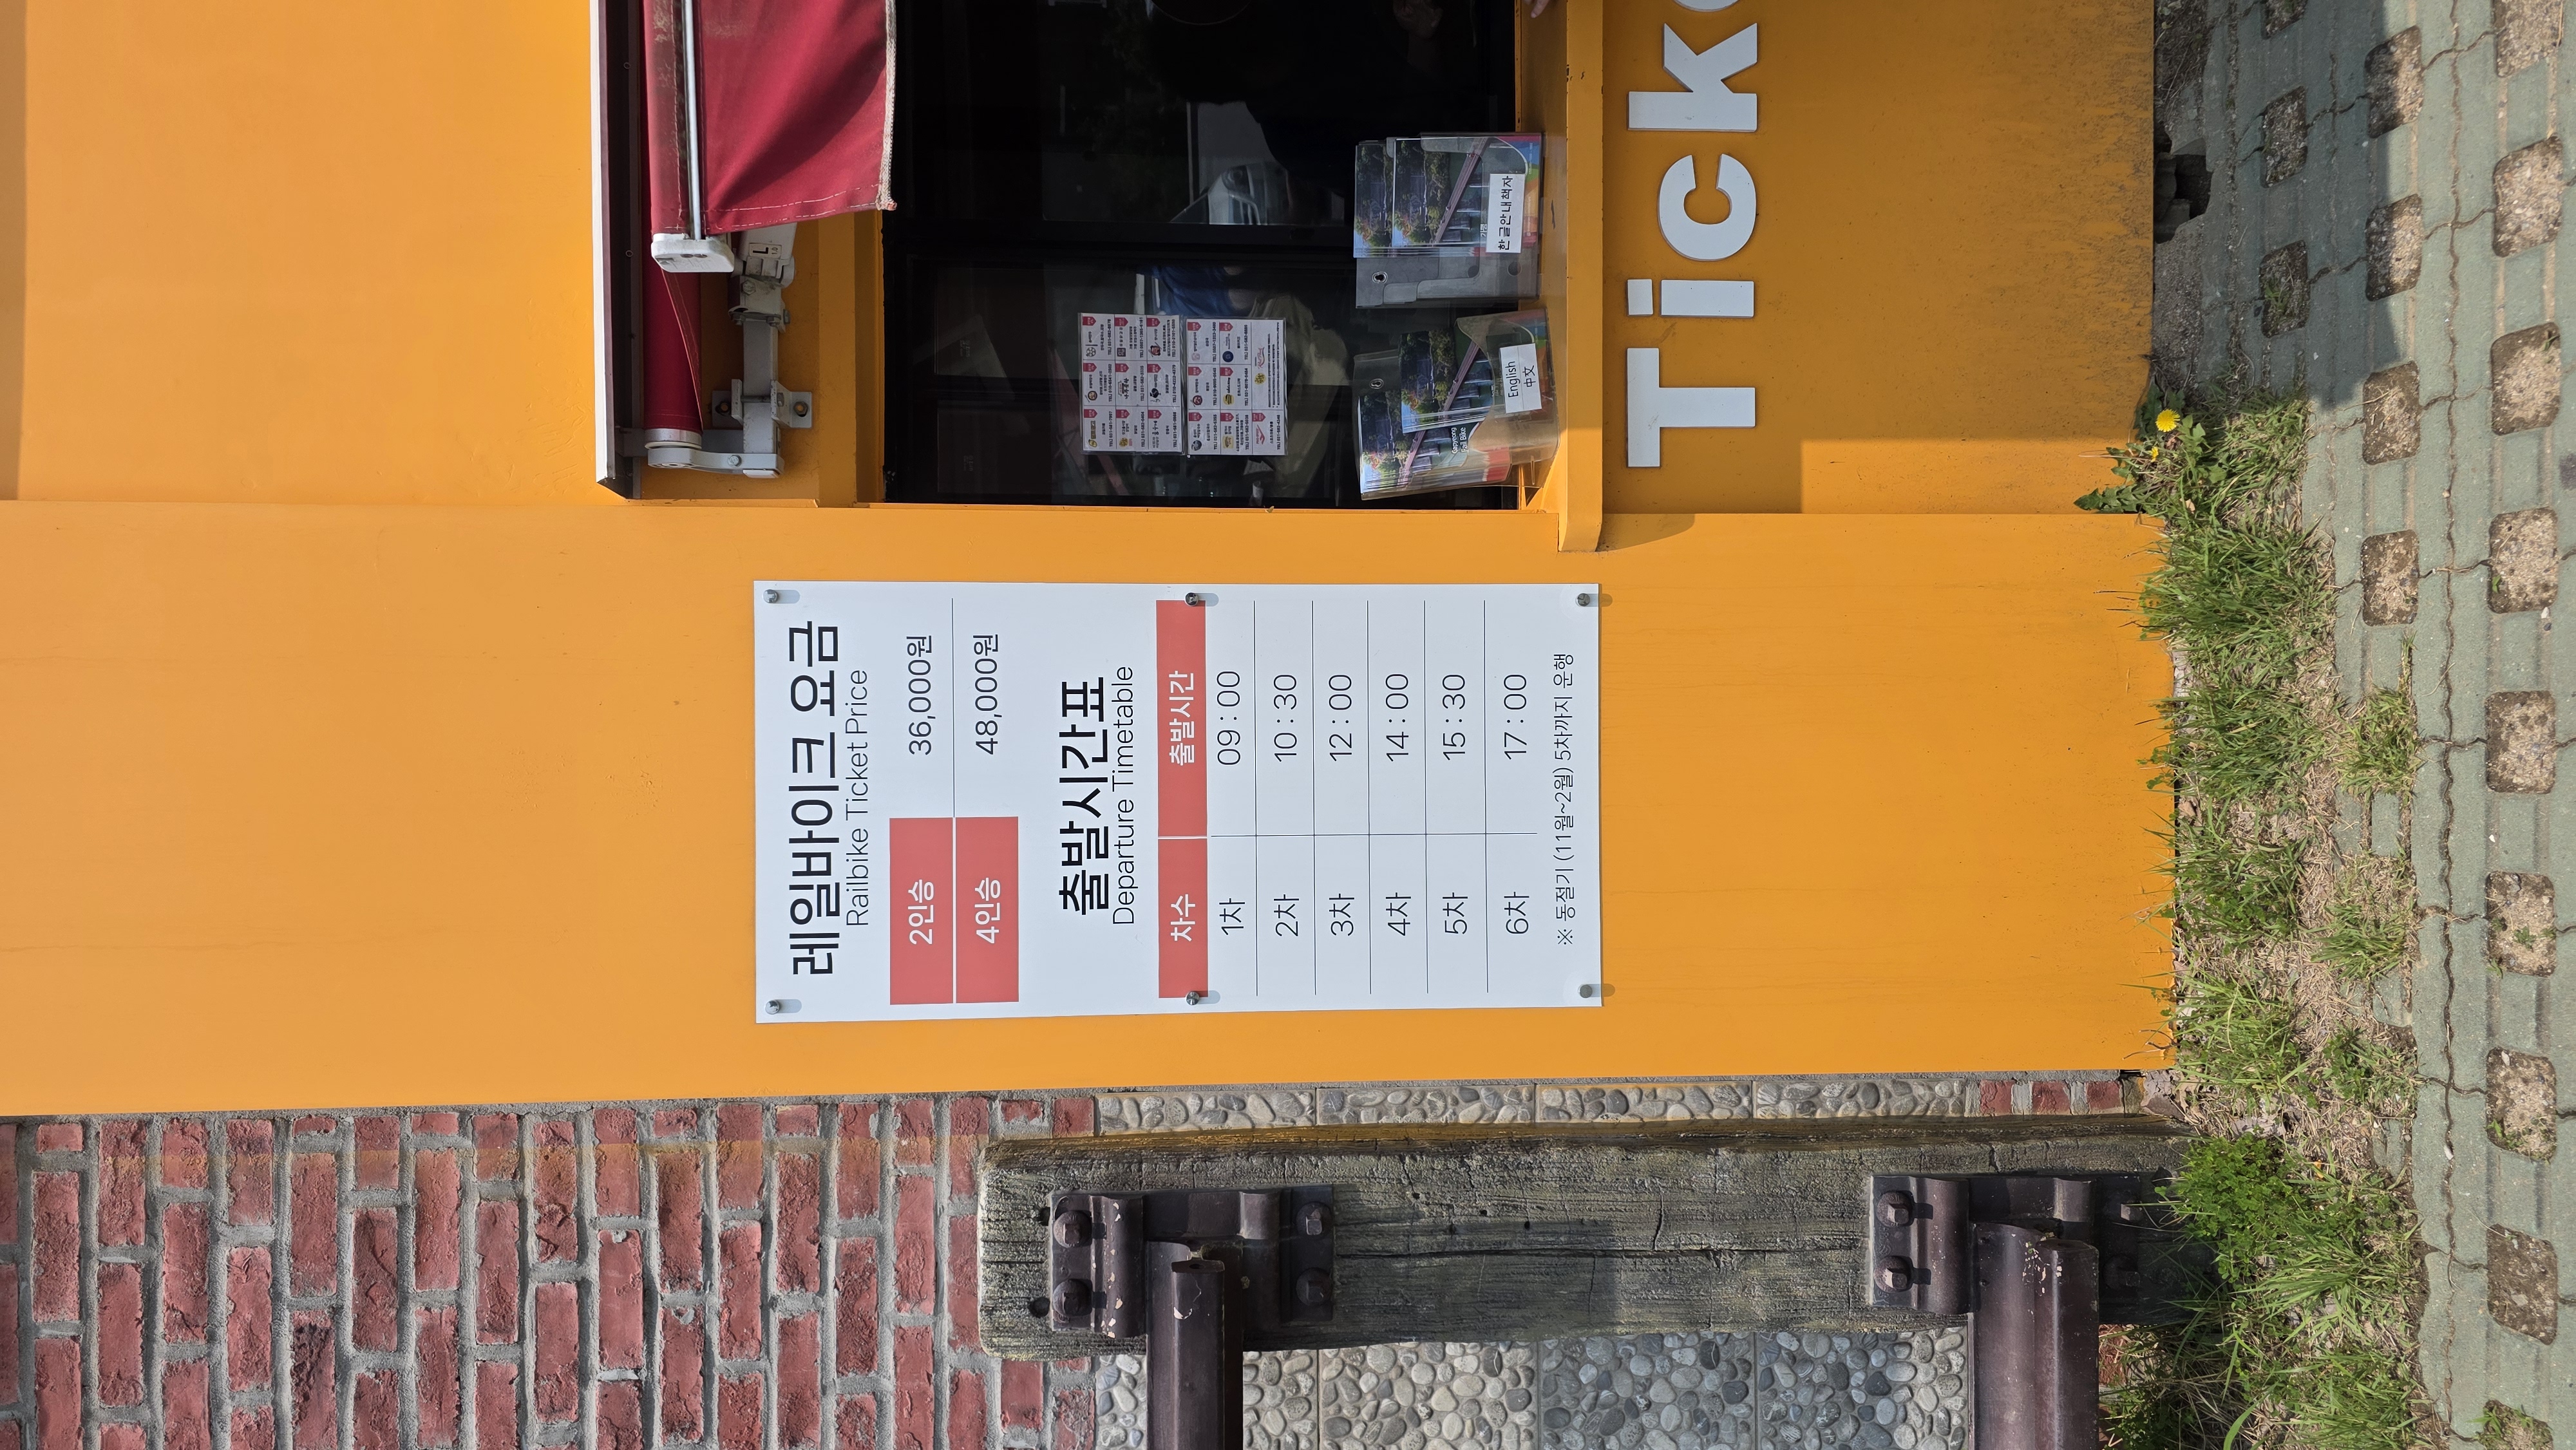 레일바이크 요금
Railbike Ticket Price
2인승 36,000원
4인승 48,000원
출발시간표
Departure Timetable
차수 출발시간
1차 09 : 00
2차 10 : 30
3차 12 : 00
4차 14 : 00
5차 15 : 30
6차 17 : 00
※ 동절기 (11월~2월) 5차까지 운행
English
中文
한글안내책자
Gapyeong
Rail Bike
Tick